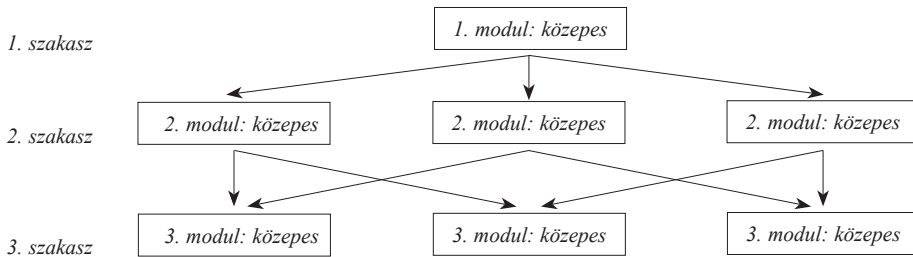 1. szakasz
1. modul: közepes
2. szakasz
2. modul: közepes
2. modul: közepes
2. modul: közepes
3. szakasz
3. modul: közepes
3. modul: közepes
3. modul: közepes